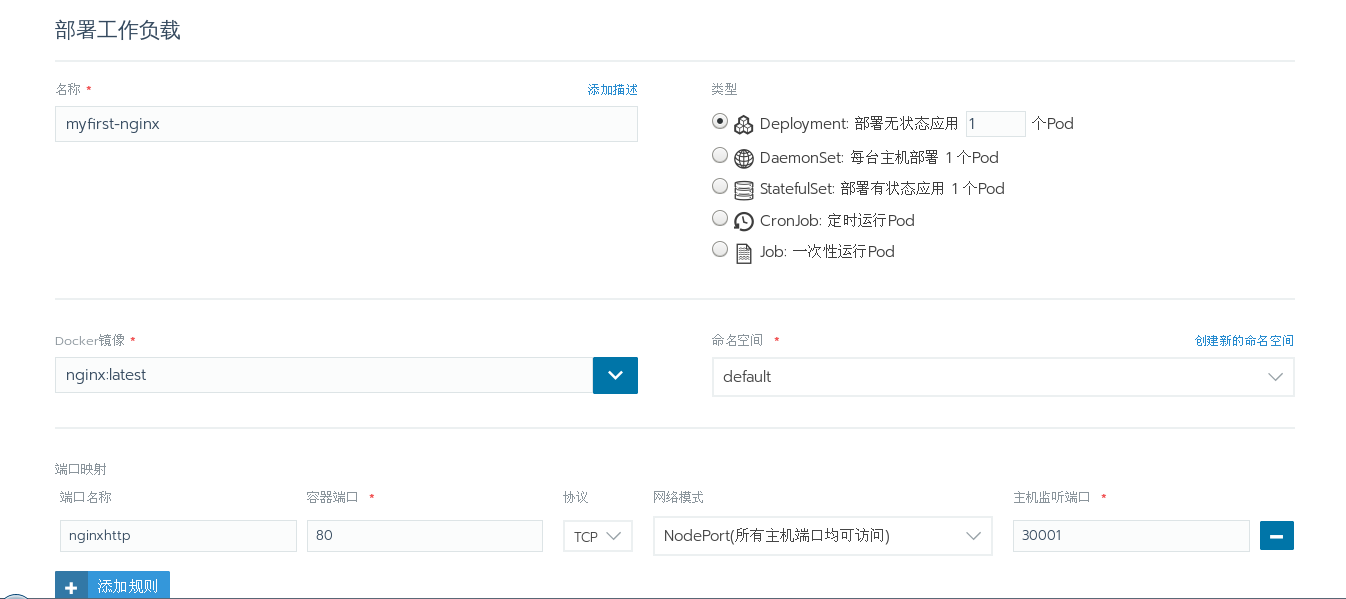 部署工作负载
名称 * 添加描述
myfirst-nginx
类型
Deployment: 部署无状态应用 1 个Pod
DaemonSet: 每台主机部署 1 个Pod
StatefulSet: 部署有状态应用 1 个Pod
CronJob: 定时运行Pod
Job: 一次性运行Pod
Docker镜像 *
nginx:latest
命名空间 * 创建新的命名空间
default
端口映射
端口名称 容器端口 * 协议 网络模式 主机监听端口 *
nginxhttp 80 TCP NodePort(所有主机端口均可访问) 30001
添加规则